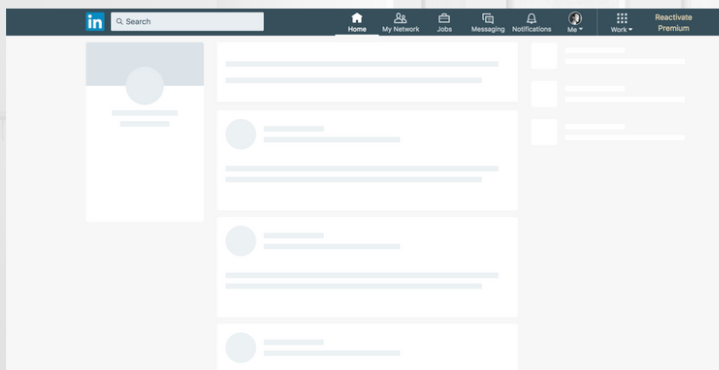 in
Search
Home
My Network
Jobs
Messaging
Notifications
Me
Work
Reactivate
Premium